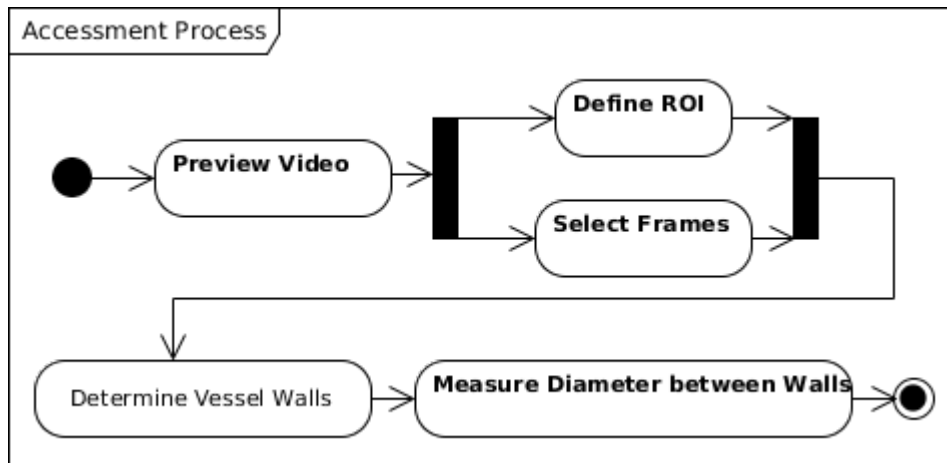 Accessment Process
Define ROI
Preview Video
Select Frames
Determine Vessel Walls
Measure Diameter between Walls